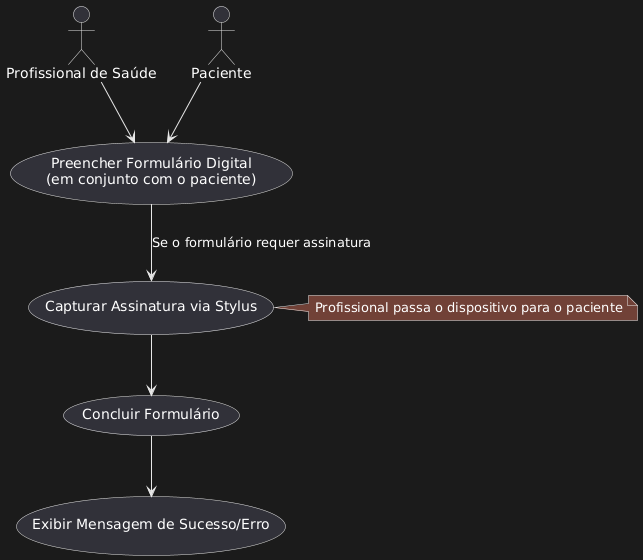 Profissional de Saúde
Paciente
Preencher Formulário Digital
(em conjunto com o paciente)
Se o formulário requer assinatura
Capturar Assinatura via Stylus
Profissional passa o dispositivo para o paciente
Concluir Formulário
Exibir Mensagem de Sucesso/Erro